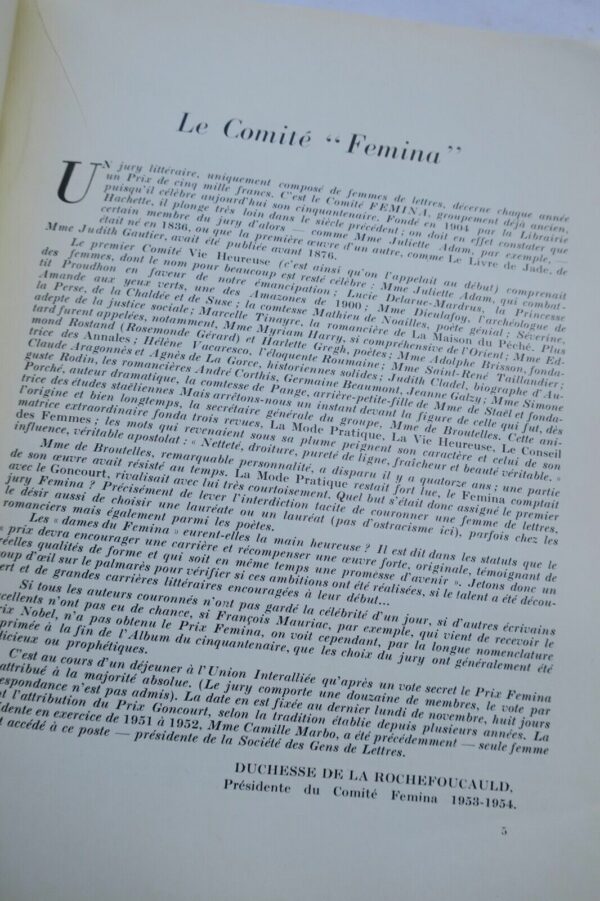 Le Comité “ Femina ”
UN jury littéraire, uniquement composé de femmes de lettres, décerne chaque année
un Prix de cinq mille francs. C'est le Comité FEMINA, groupement déjà ancien,
puisqu'il célèbre aujourd'hui son cinquantenaire. Fondé en 1904 par la Librairie
Hachette, il plonge très loin dans le siècle précédent ; on doit en effet constater que
certain membre du jury d'alors — comme Mme Juliette Adam, par exemple, —
était né en 1836, ou que la première œuvre d'un autre, comme Le Livre de Jade, de
Mme Judith Gautier, avait été publiée avant 1876.
Le premier Comité Vie Heureuse (c'est ainsi qu'on l'appelait au début) comprenait
des femmes, dont le nom pour beaucoup est resté célèbre : Mme Juliette Adam, qui combat-
tit Proudhon en faveur de notre émancipation ; Lucie Delarue-Mardrus, la Princesse
Amande aux yeux verts, une des Amazones de 1900 ; Mme Dieulafoy, l'archéologue de
la Perse, de la Chaldée et de Suse ; la comtesse Mathieu de Noailles, poète génial ; Séverine,
adepte de la justice sociale ; Marcelle Tinayre, la romancière de La Maison du Péché. Plus
tard furent appelées, notamment, Mme Myriam Harry, si compréhensive de l'Orient ; Mme Ed-
mond Rostand (Rosemonde Gérard) et Harlette Gregh, poètes ; Mme Adolphe Brisson, fonda-
trice des Annales ; Hélène Vacaresco, l'éloquente Roumaine ; Mme Saint-René Taillandier ;
Claude Aragonnès et Agnès de La Gorce, historiennes solides ; Judith Cladel, biographe d'Au-
guste Rodin, les romancières André Corthis, Germaine Beaumont, Jeanne Galzy ; Mme Simone
Porché, auteur dramatique, la comtesse de Pange, arrière-petite-fille de Mme de Staël et fonda-
trice des études staëliennes Mais arrêtons-nous un instant devant la figure de celle qui fut, dès
l'origine et bien longtemps, la secrétaire générale du groupe, Mme de Broutelles. Cette ani-
matrice extraordinaire fonda trois revues, La Mode Pratique, La Vie Heureuse, Le Conseil
des Femmes ; les mots qui revenaient sous sa plume peignent son caractère et celui de son
influence, véritable apostolat : « Netteté, droiture, pureté de ligne, fraîcheur et beauté véritable. »
Mme de Broutelles, remarquable personnalité, a disparu il y a quatorze ans ; une partie
de son œuvre avait résisté au temps. La Mode Pratique restait fort lue, le Femina comptait
avec le Goncourt, rivalisait avec lui très courtoisement. Quel but s'était donc assigné le premier
jury Femina ? Précisément de lever l'interdiction tacite de couronner une femme de lettres,
le désir aussi de choisir une lauréate ou un lauréat (pas d'ostracisme ici), parfois chez les
romanciers mais également parmi les poètes.
Les « dames du Femina » eurent-elles la main heureuse ? Il est dit dans les statuts que le
prix devra encourager une carrière et récompenser une œuvre forte, originale, témoignant de
réelles qualités de forme et qui soit en même temps une promesse d'avenir ». Jetons donc un
coup d'œil sur le palmarès pour vérifier si ces ambitions ont été réalisées, si le talent a été décou-
vert et de grandes carrières littéraires encouragées à leur début...
Si tous les auteurs couronnés n'ont pas gardé la célébrité d'un jour, si d'autres écrivains
excellents n'ont pas eu de chance, si François Mauriac, par exemple, qui vient de recevoir le
Prix Nobel, n'a pas obtenu le Prix Femina, on voit cependant, par la longue nomenclature
primée à la fin de l'Album du cinquantenaire, que les choix du jury ont généralement été
dicieux ou prophétiques.
C'est au cours d'un déjeuner à l'Union Interalliée qu'après un vote secret le Prix Femina
attribué à la majorité absolue. (Le jury comporte une douzaine de membres, le vote par
respondance n'est pas admis). La date en est fixée au dernier lundi de novembre, huit jours
t l'attribution du Prix Goncourt, selon la tradition établie depuis plusieurs années. La
idente en exercice de 1951 à 1952, Mme Camille Marbo, a été précédemment — seule femme
t accédé à ce poste — présidente de la Société des Gens de Lettres.
DUCHESSE DE LA ROCHEFOUCAULD,
Présidente du Comité Femina 1953-1954.
5